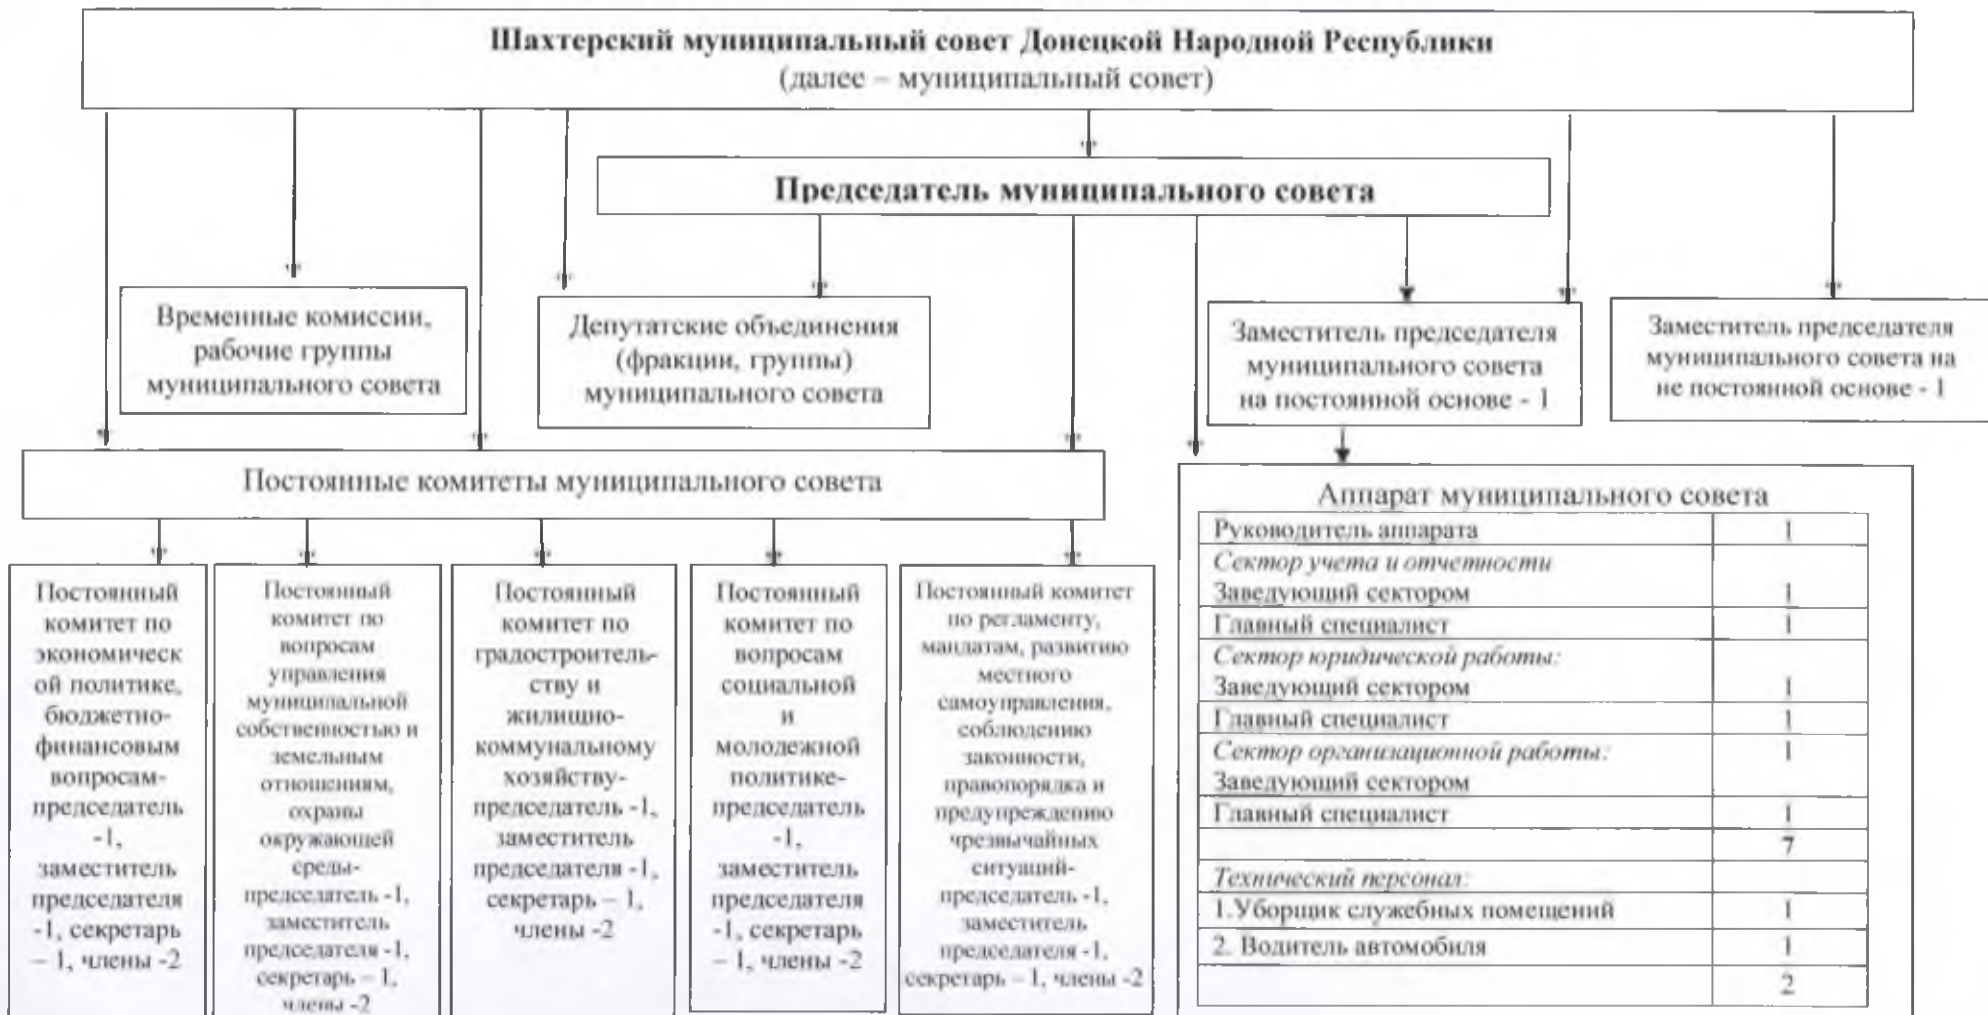 Шахтерский муниципальный совет Донецкой Народной Республики
(далее – муниципальный совет)
Председатель муниципального совета
Временные комиссии,
рабочие группы
муниципального совета
Депутатские объединения
(фракции, группы)
муниципального совета
Заместитель председателя
муниципального совета
на постоянной основе - 1
Заместитель председателя
муниципального совета на
не постоянной основе - 1
Постоянные комитеты муниципального совета
Постоянный
комитет по
экономическ
ой политике,
бюджетно-
финансовым
вопросам-
председатель
-1,
заместитель
председателя
-1, секретарь
– 1, члены -2
Постоянный
комитет по
вопросам
управления
муниципальной
собственностью и
земельным
отношениям,
охраны
окружающей
среды-
председатель -1,
заместитель
председателя -1,
секретарь – 1,
члены -2
Постоянный
комитет по
градостроитель-
ству и
жилищно-
коммунальному
хозяйству-
председатель -1,
заместитель
председателя -1,
секретарь – 1,
члены -2
Постоянный
комитет по
вопросам
социальной
и
молодежной
политике-
председатель
-1,
заместитель
председателя
-1, секретарь
– 1, члены -2
Постоянный комитет
по регламенту,
мандатам, развитию
местного
самоуправления,
соблюдению
законности,
правопорядка и
предупреждению
чрезвычайных
ситуаций-
председатель -1,
заместитель
председателя -1,
секретарь – 1, члены -2
Аппарат муниципального совета
Руководитель аппарата 1
Сектор учета и отчетности
Заведующий сектором 1
Главный специалист 1
Сектор юридической работы:
Заведующий сектором 1
Главный специалист 1
Сектор организационной работы: 1
Заведующий сектором
Главный специалист 1
7
Технический персонал:
1.Уборщик служебных помещений 1
2. Водитель автомобиля 1
2